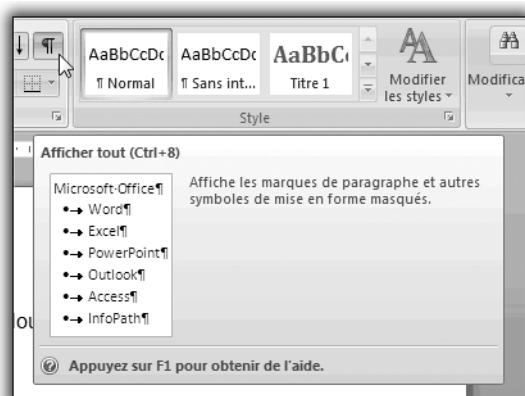 ¶
AaBbCcDc AaBbCcDc AaBbC
¶ Normal ¶ Sans int... Titre 1
Modifier
les styles
Modifica
Style
Afficher tout (Ctrl+8)
Microsoft·Office¶
•→ Word¶
•→ Excel¶
•→ PowerPoint¶
•→ Outlook¶
•→ Access¶
•→ InfoPath¶
Affiche les marques de paragraphe et autres
symboles de mise en forme masqués.
Appuyez sur F1 pour obtenir de l'aide.